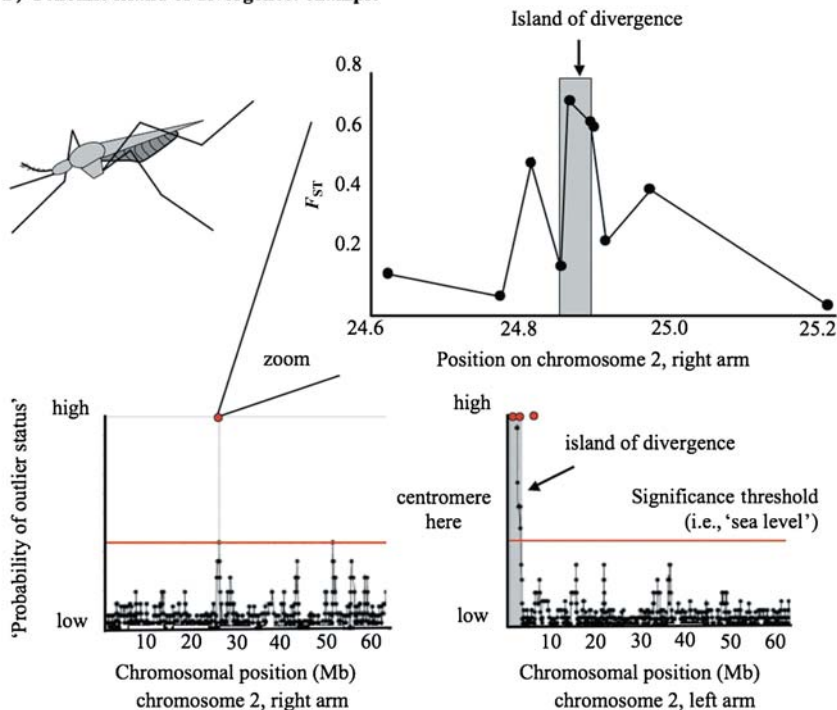 Island of divergence
0.8
0.6
0.4
0.2
F_ST
24.6 24.8 25.0 25.2
Position on chromosome 2, right arm
zoom
high
low
'Probability of outlier status'
10 20 30 40 50 60
Chromosomal position (Mb)
chromosome 2, right arm
high
island of divergence
centromere
here
Significance threshold
(i.e., 'sea level')
low
10 20 30 40 50 60
Chromosomal position (Mb)
chromosome 2, left arm